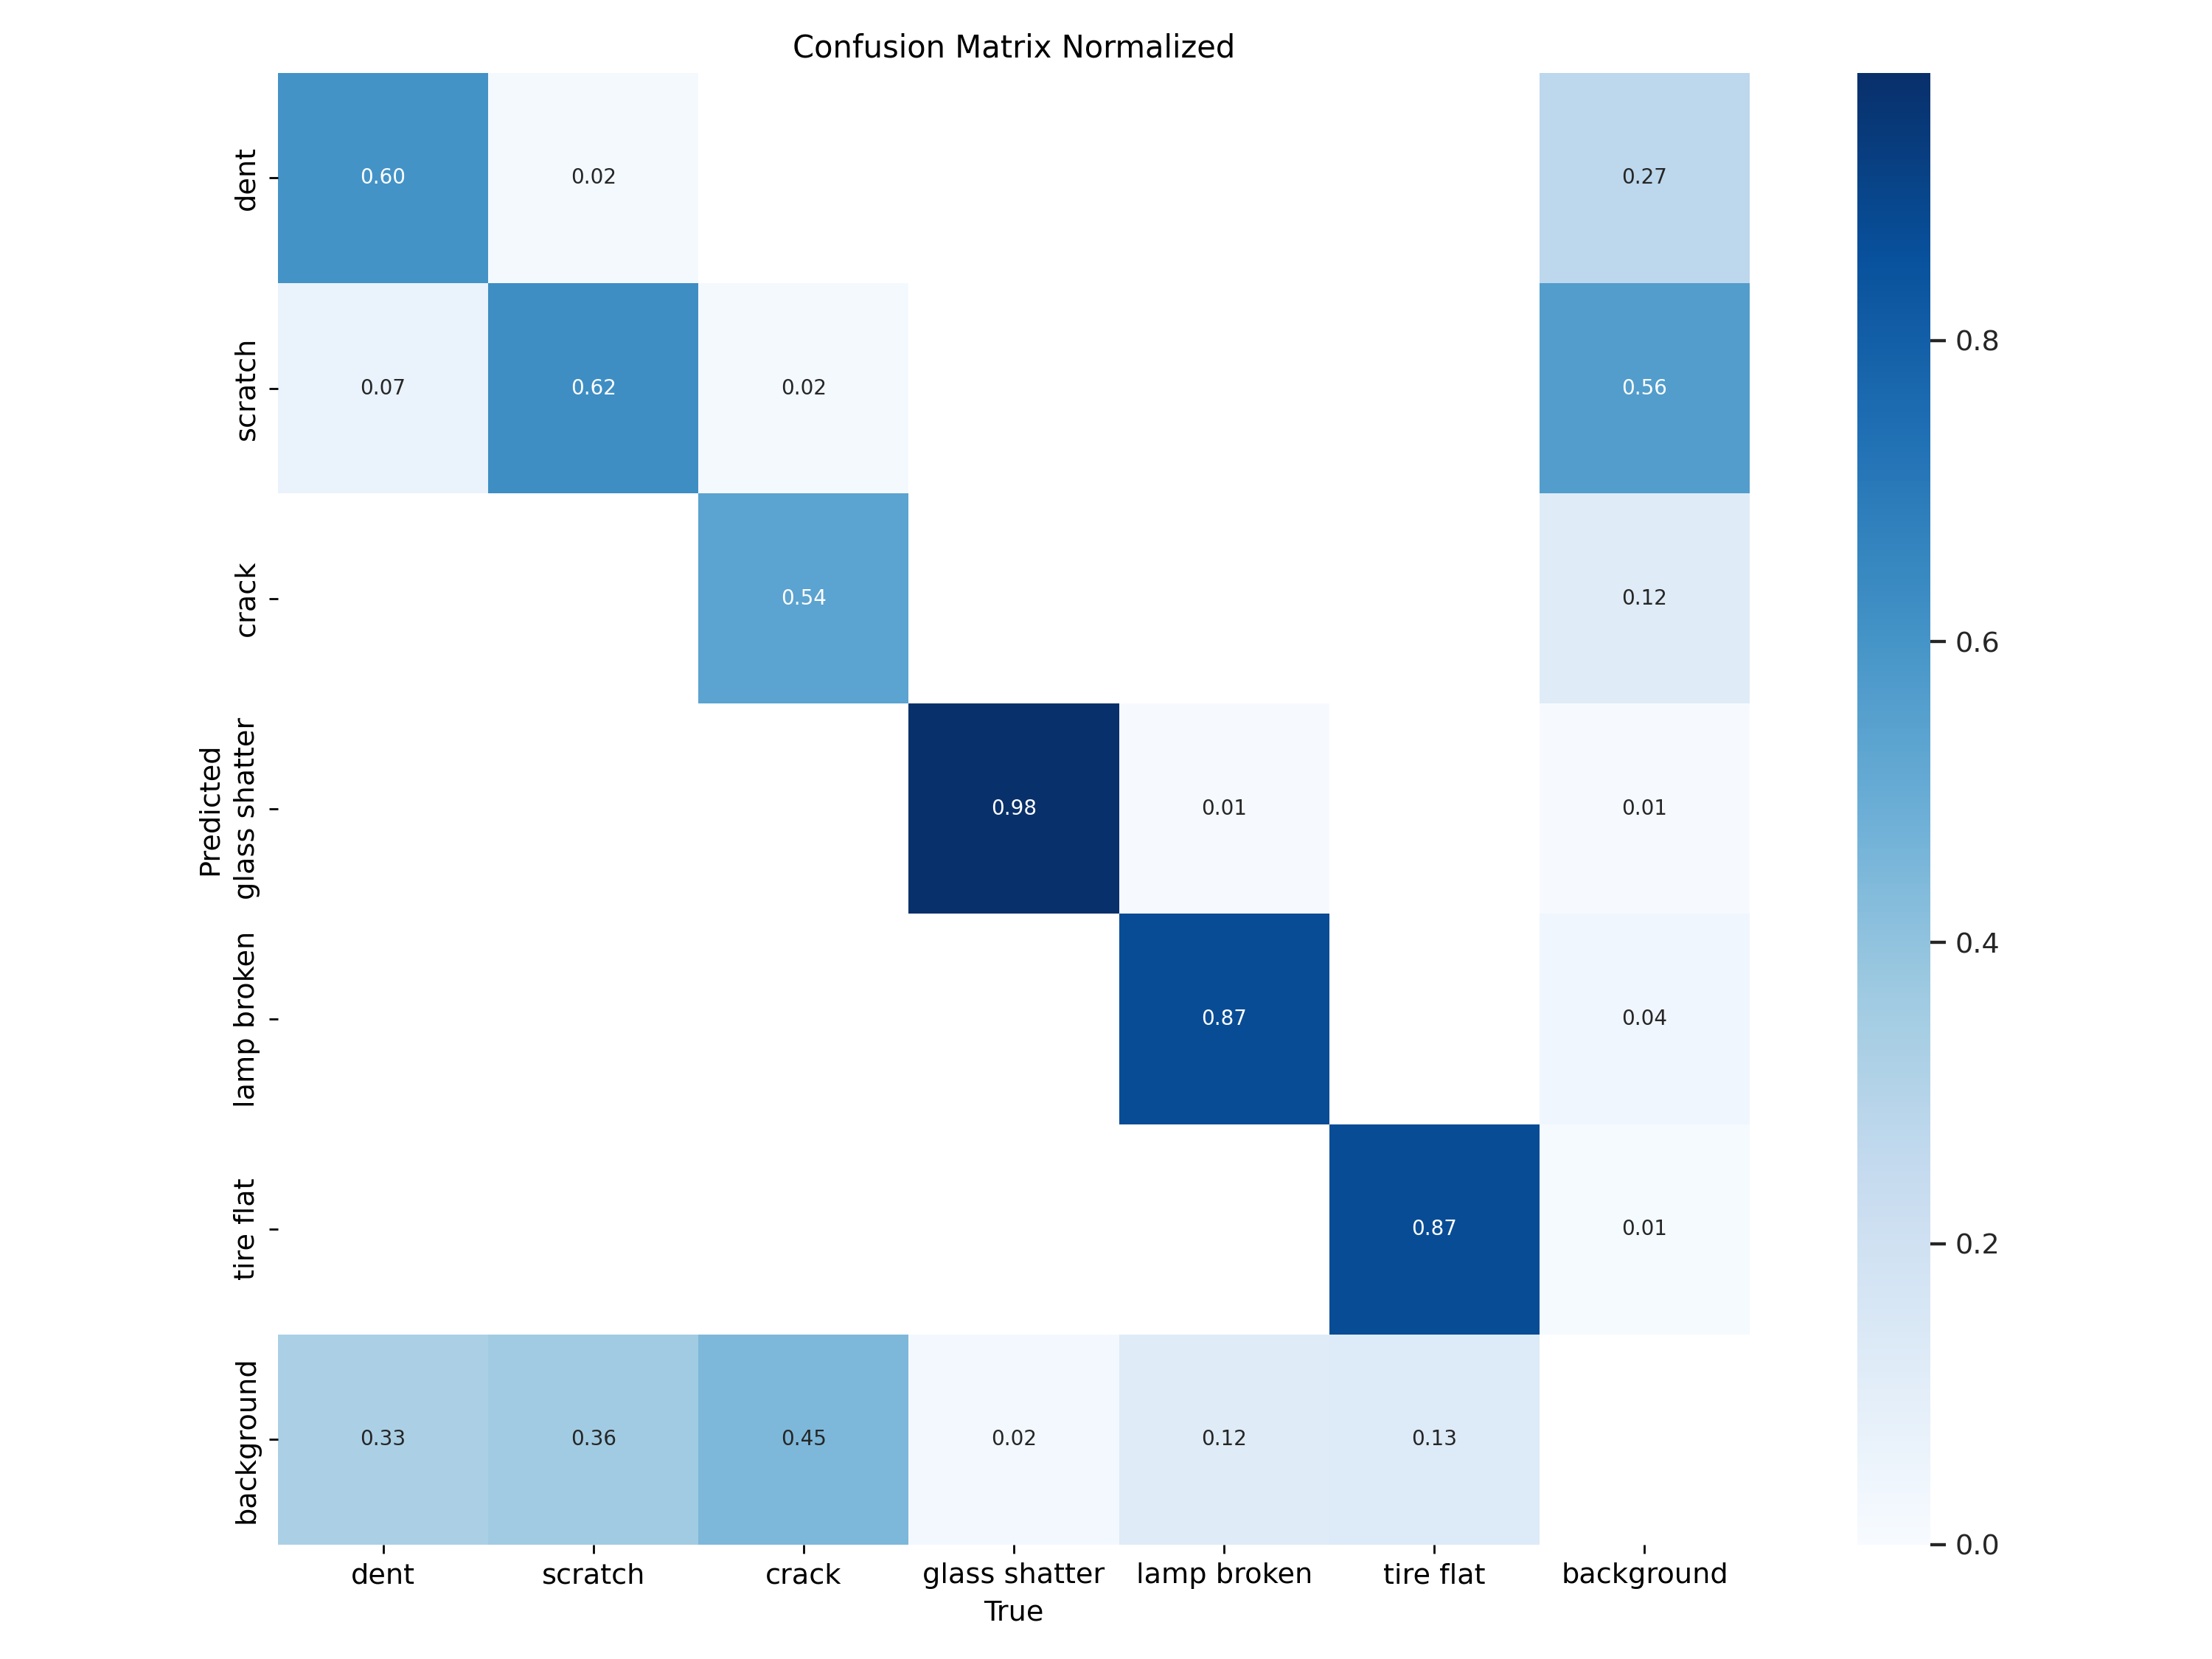 Confusion Matrix Normalized
dent
0.60
0.02
0.27
scratch
0.07
0.62
0.02
0.56
0.8
crack
0.54
0.12
0.6
Predicted
glass shatter
0.98
0.01
0.01
lamp broken
0.87
0.04
0.4
tire flat
0.87
0.01
0.2
background
0.33
0.36
0.45
0.02
0.12
0.13
0.0
dent
scratch
crack
glass shatter
lamp broken
tire flat
background
True